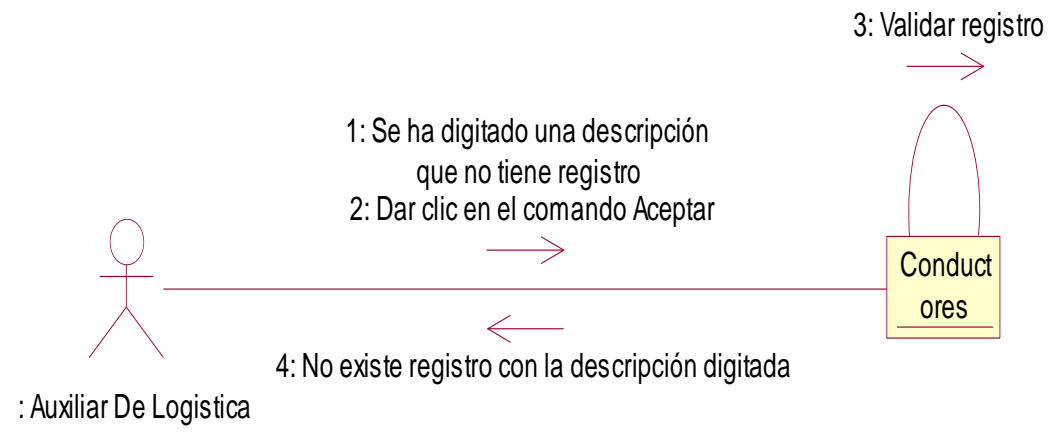 3: Validar registro
1: Se ha digitado una descripción
que no tiene registro
2: Dar clic en el comando Aceptar
Conduct
ores
4: No existe registro con la descripción digitada
: Auxiliar De Logistica